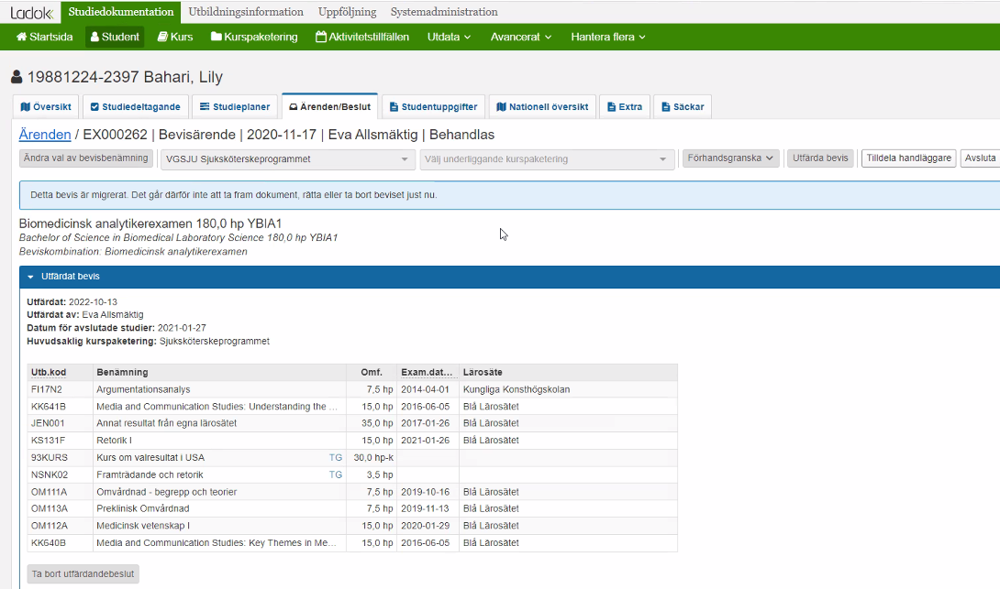 Ladok Studiedokumentation Utbildningsinformation Uppföljning Systemadministration
Startsida Student Kurs Kurspaketering Aktivitetstillfällen Utdata Avancerat Hantera flera
19881224-2397 Bahari, Lily
Översikt Studiedeltagande Studieplaner Ärenden/Beslut Studentuppgifter Nationell översikt Extra Säckar
Ärenden / EX000262 | Bevisärende | 2020-11-17 | Eva Allsmäktig | Behandlas
Ändra val av bevisbenämning VGSJU Sjuksköterskeprogrammet Välj underliggande kurspaketering Förhandsgranska Utfärda bevis Tilldela handläggare Avsluta
Detta bevis är migrerat. Det går därför inte att ta fram dokument, rätta eller ta bort beviset just nu.
Biomedicinsk analytikerexamen 180,0 hp YBIA1
Bachelor of Science in Biomedical Laboratory Science 180,0 hp YBIA1
Beviskombination: Biomedicinsk analytikerexamen
Utfärdat bevis
Utfärdat: 2022-10-13
Utfärdat av: Eva Allsmäktig
Datum för avslutade studier: 2021-01-27
Huvudsaklig kurspaketering: Sjuksköterskeprogrammet
Utb.kod Benämning Omf. Exam.dat... Lärosäte
FI17N2 Argumentationsanalys 7,5 hp 2014-04-01 Kungliga Konsthögskolan
KK641B Media and Communication Studies: Understanding the ... 15,0 hp 2016-06-05 Blå Lärosätet
JEN001 Annat resultat från egna lärosätet 35,0 hp 2017-01-26 Blå Lärosätet
KS131F Retorik I 15,0 hp 2021-01-26 Blå Lärosätet
93KURS Kurs om valresultat i USA TG 30,0 hp-k
NSNK02 Framträdande och retorik TG 3,5 hp
OM111A Omvårdnad - begrepp och teorier 7,5 hp 2019-10-16 Blå Lärosätet
OM113A Preklinisk Omvårdnad 7,5 hp 2019-11-13 Blå Lärosätet
OM112A Medicinsk vetenskap I 15,0 hp 2020-01-29 Blå Lärosätet
KK640B Media and Communication Studies: Key Themes in Me... 15,0 hp 2016-06-05 Blå Lärosätet
Ta bort utfärdandebeslut